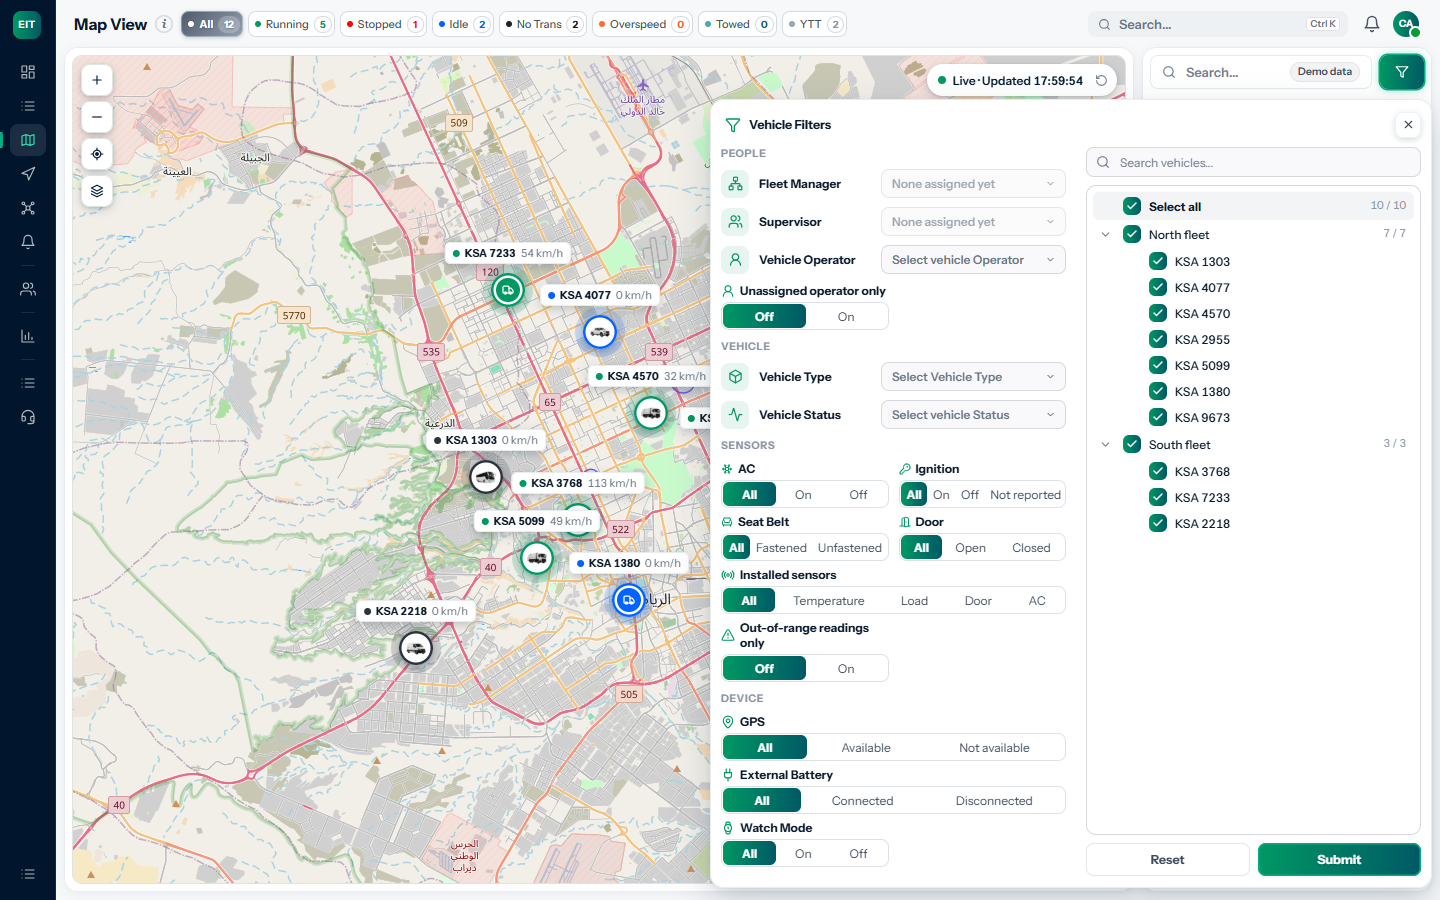 EIT
Map View
i
All 12
Running 5
Stopped 1
Idle 2
No Trans 2
Overspeed 0
Towed 0
YTT 2
Search...
Ctrl K
CA
Live · Updated 17:59:54
Search...
Demo data
مطار الملك
خالد الدولي
509
الجبيلة
العيينة
KSA 7233 54 km/h
120
KSA 4077 0 km/h
5770
535
539
KSA 4570 32 km/h
65
KS
الدرعية
KSA 1303 0 km/h
KSA 3768 113 km/h
KSA 5099 49 km/h
522
40
KSA 1380 0 km/h
KSA 2218 0 km/h
505
40
الحرس
الوطني
ديراب
Vehicle Filters
PEOPLE
Fleet Manager
None assigned yet
Supervisor
None assigned yet
Vehicle Operator
Select vehicle Operator
Unassigned operator only
Off
On
VEHICLE
Vehicle Type
Select Vehicle Type
Vehicle Status
Select vehicle Status
SENSORS
AC
All On Off
Ignition
All On Off Not reported
Seat Belt
All Fastened Unfastened
Door
All Open Closed
Installed sensors
All Temperature Load Door AC
Out-of-range readings
only
Off On
DEVICE
GPS
All Available Not available
External Battery
All Connected Disconnected
Watch Mode
All On Off
Search vehicles...
Select all 10 / 10
North fleet 7 / 7
KSA 1303
KSA 4077
KSA 4570
KSA 2955
KSA 5099
KSA 1380
KSA 9673
South fleet 3 / 3
KSA 3768
KSA 7233
KSA 2218
Reset
Submit